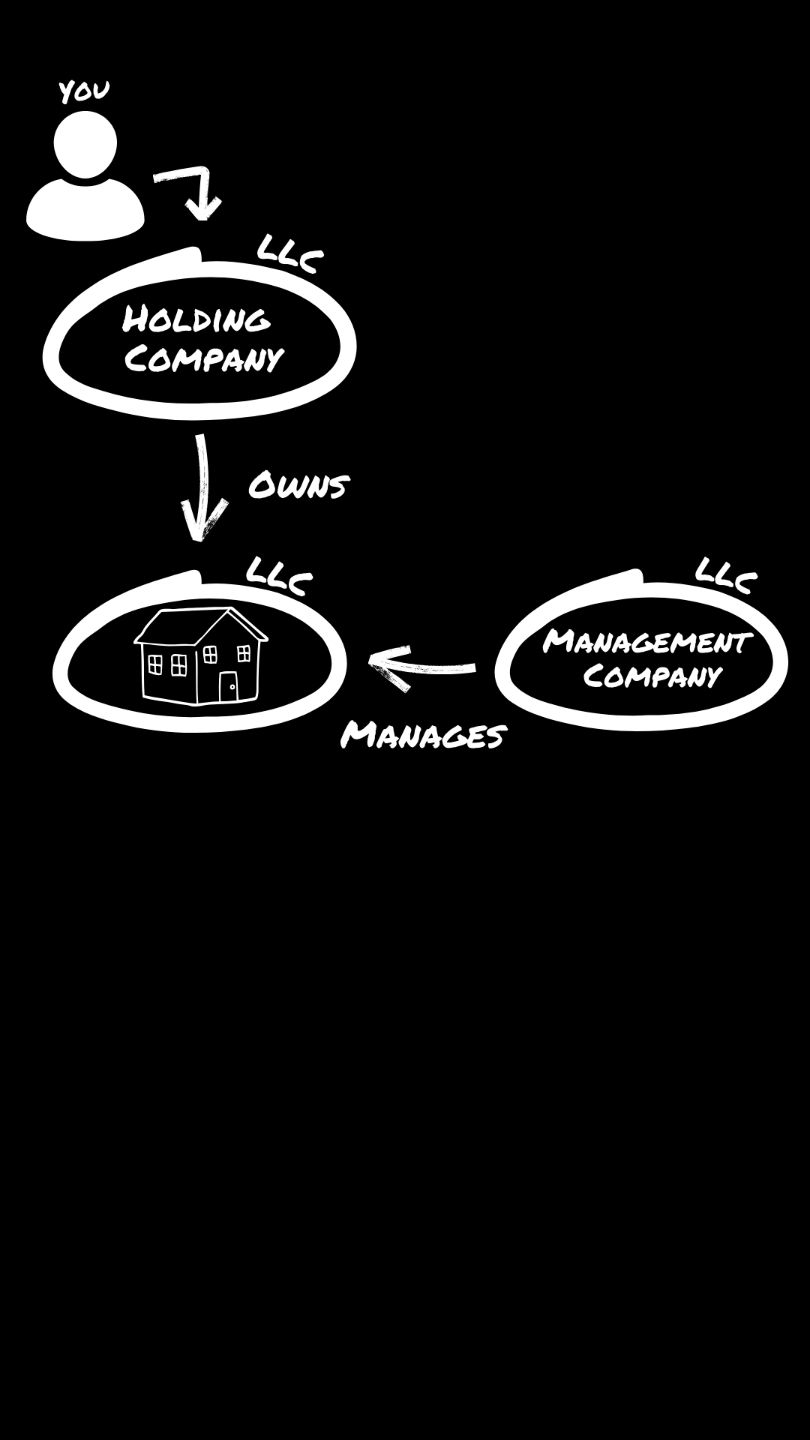 YOU
LLC
HOLDING
COMPANY
OWNS
LLC
LLC
MANAGEMENT
COMPANY
MANAGES